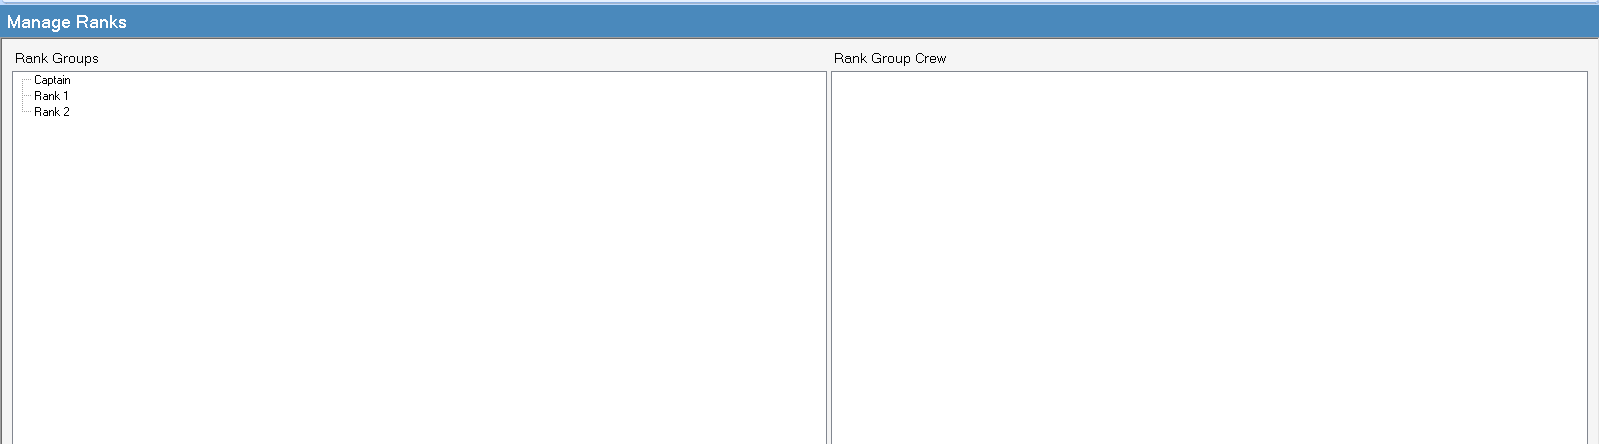 Manage Ranks
Rank Groups
Captain
Rank 1
Rank 2
Rank Group Crew